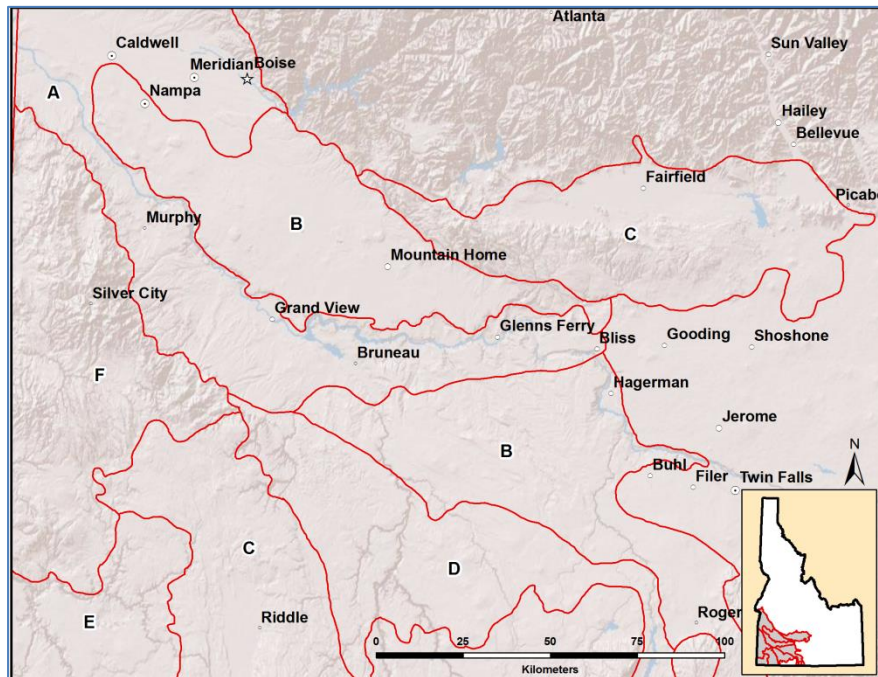 Atlanta
Caldwell
Sun Valley
Meridian
Boise
A
Nampa
Hailey
Bellevue
Fairfield
Picabo
Murphy
B
C
Mountain Home
Silver City
Grand View
Glenns Ferry
Bliss
Gooding
Shoshone
Bruneau
F
Hagerman
Jerome
N
B
Buhl
Filer
Twin Falls
C
D
E
Riddle
Roger
0 25 50 75 100
Kilometers